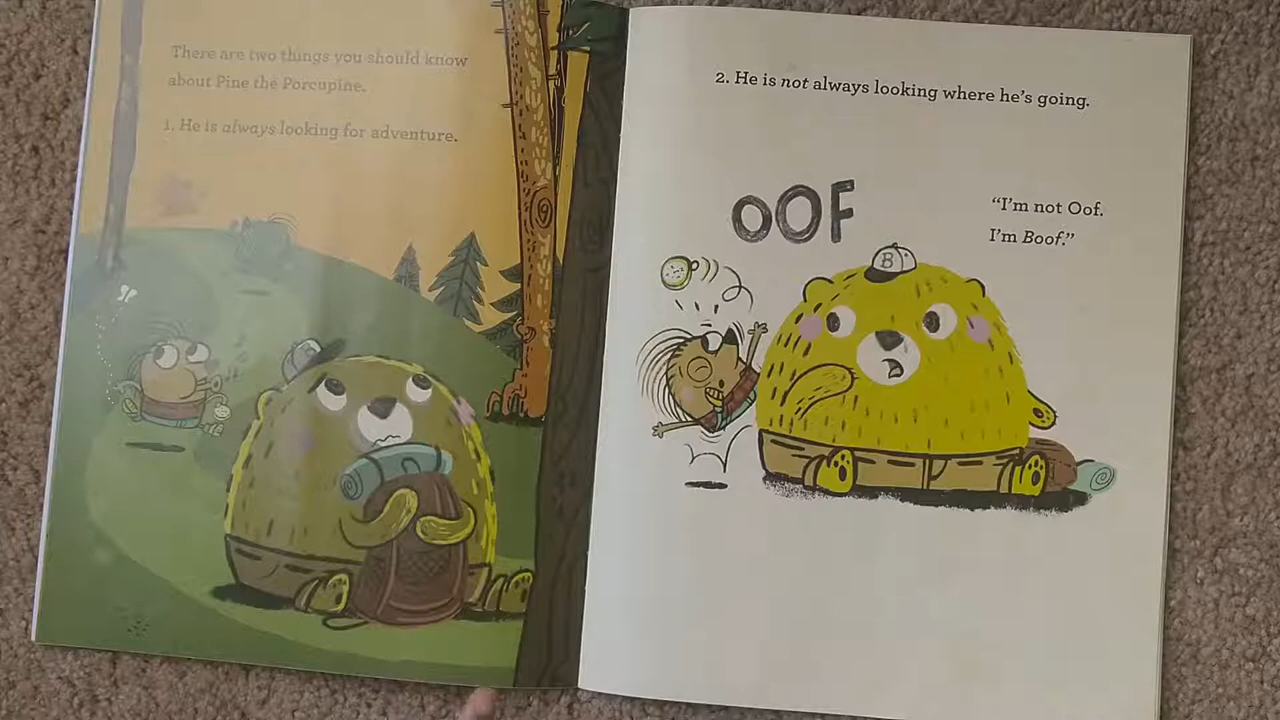 There are two things you should know
about Pine the Porcupine.
1. He is always looking for adventure.
2. He is not always looking where he's going.
OOF
"I'm not Oof.
I'm Boof."
B